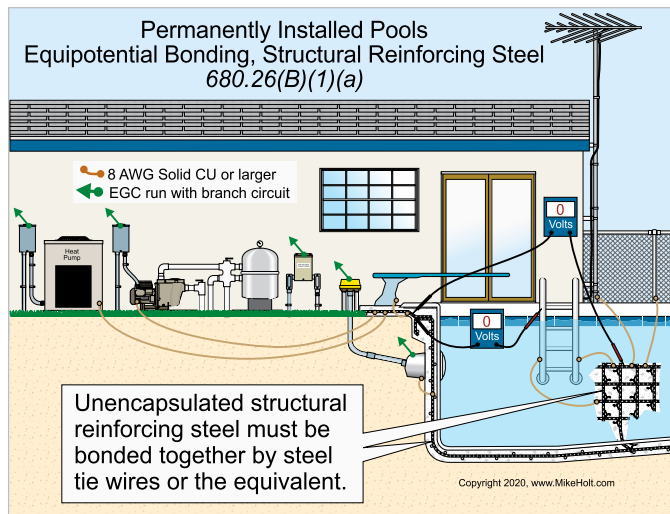 Permanently Installed Pools
Equipotential Bonding, Structural Reinforcing Steel
680.26(B)(1)(a)
8 AWG Solid CU or larger
EGC run with branch circuit
Heat
Pump
0
Volts
0
Volts
Unencapsulated structural
reinforcing steel must be
bonded together by steel
tie wires or the equivalent.
Copyright 2020, www.MikeHolt.com